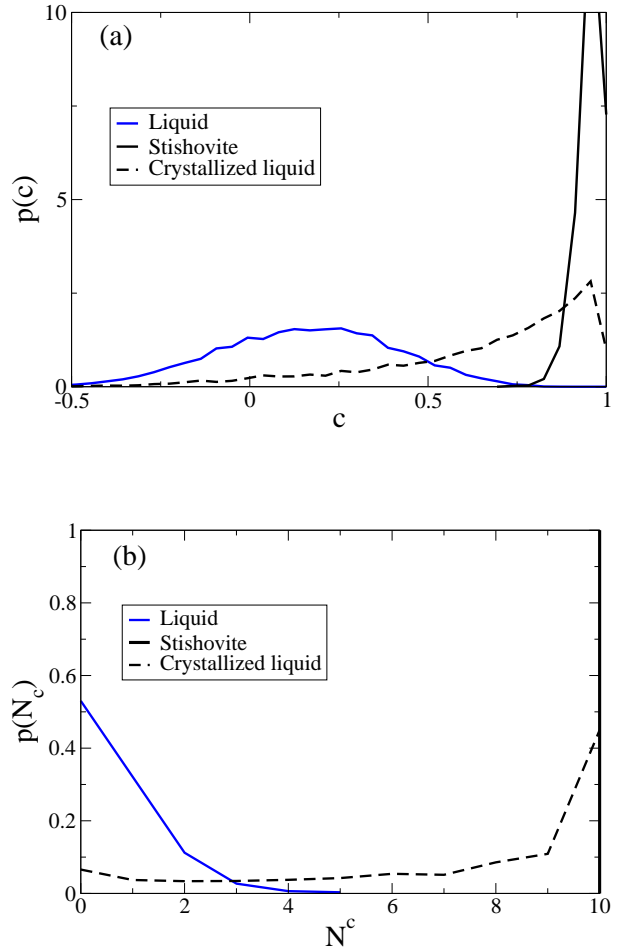 10
(a)
Liquid
Stishovite
Crystallized liquid
p(c)
5
0
-0.5 0 0.5 1
c
1
(b)
0.8
Liquid
Stishovite
Crystallized liquid
0.6
p(N_c)
0.4
0.2
0
0 2 4 6 8 10
N^c